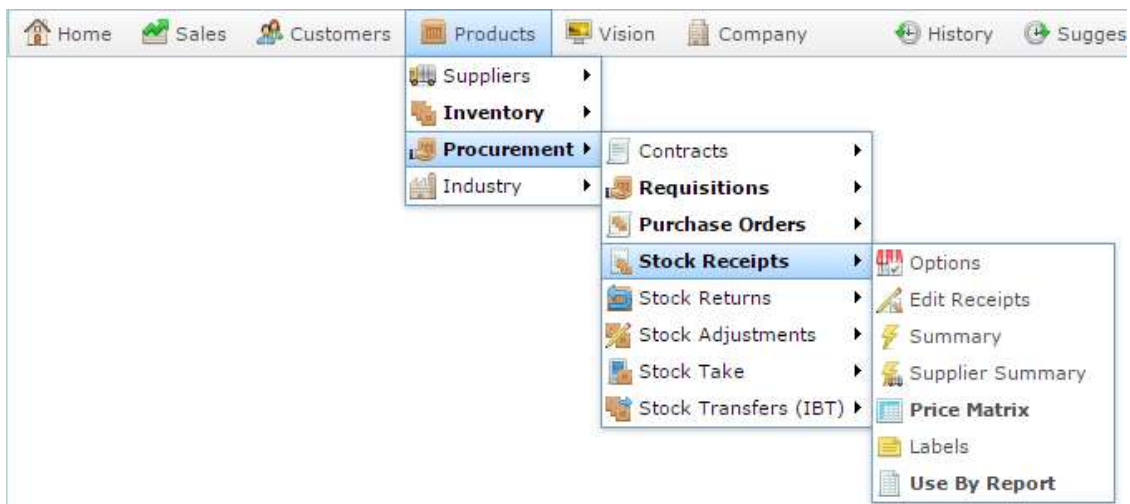 Home Sales Customers Products Vision Company History Sugges
Suppliers
Inventory
Procurement
Industry
Contracts
Requisitions
Purchase Orders
Stock Receipts
Stock Returns
Stock Adjustments
Stock Take
Stock Transfers (IBT)
Options
Edit Receipts
Summary
Supplier Summary
Price Matrix
Labels
Use By Report